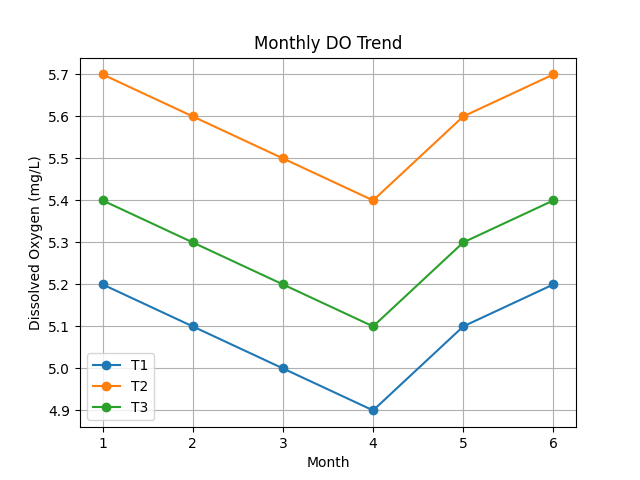 Monthly DO Trend
Dissolved Oxygen (mg/L)
5.7
5.6
5.5
5.4
5.3
5.2
5.1
5.0
4.9
T1
T2
T3
1 2 3 4 5 6
Month